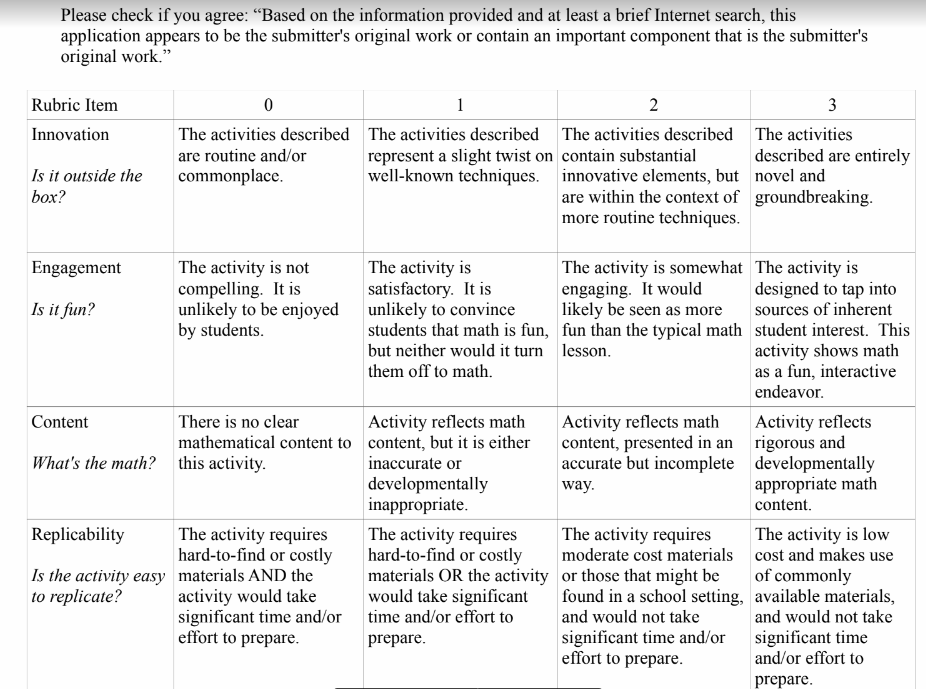 Please check if you agree: “Based on the information provided and at least a brief Internet search, this
application appears to be the submitter's original work or contain an important component that is the submitter's
original work.”
Rubric Item 0 1 2 3
Innovation
Is it outside the
box?
The activities described
are routine and/or
commonplace.
The activities described
represent a slight twist on
well-known techniques.
The activities described
contain substantial
innovative elements, but
are within the context of
more routine techniques.
The activities
described are entirely
novel and
groundbreaking.
Engagement
Is it fun?
The activity is not
compelling.  It is
unlikely to be enjoyed
by students.
The activity is
satisfactory.  It is
unlikely to convince
students that math is fun,
but neither would it turn
them off to math.
The activity is somewhat
engaging.  It would
likely be seen as more
fun than the typical math
lesson.
The activity is
designed to tap into
sources of inherent
student interest.  This
activity shows math
as a fun, interactive
endeavor.
Content
What's the math?
There is no clear
mathematical content to
this activity.
Activity reflects math
content, but it is either
inaccurate or
developmentally
inappropriate.
Activity reflects math
content, presented in an
accurate but incomplete
way.
Activity reflects
rigorous and
developmentally
appropriate math
content.
Replicability
Is the activity easy
to replicate?
The activity requires
hard-to-find or costly
materials AND the
activity would take
significant time and/or
effort to prepare.
The activity requires
hard-to-find or costly
materials OR the activity
would take significant
time and/or effort to
prepare.
The activity requires
moderate cost materials
or those that might be
found in a school setting,
and would not take
significant time and/or
effort to prepare.
The activity is low
cost and makes use
of commonly
available materials,
and would not take
significant time
and/or effort to
prepare.